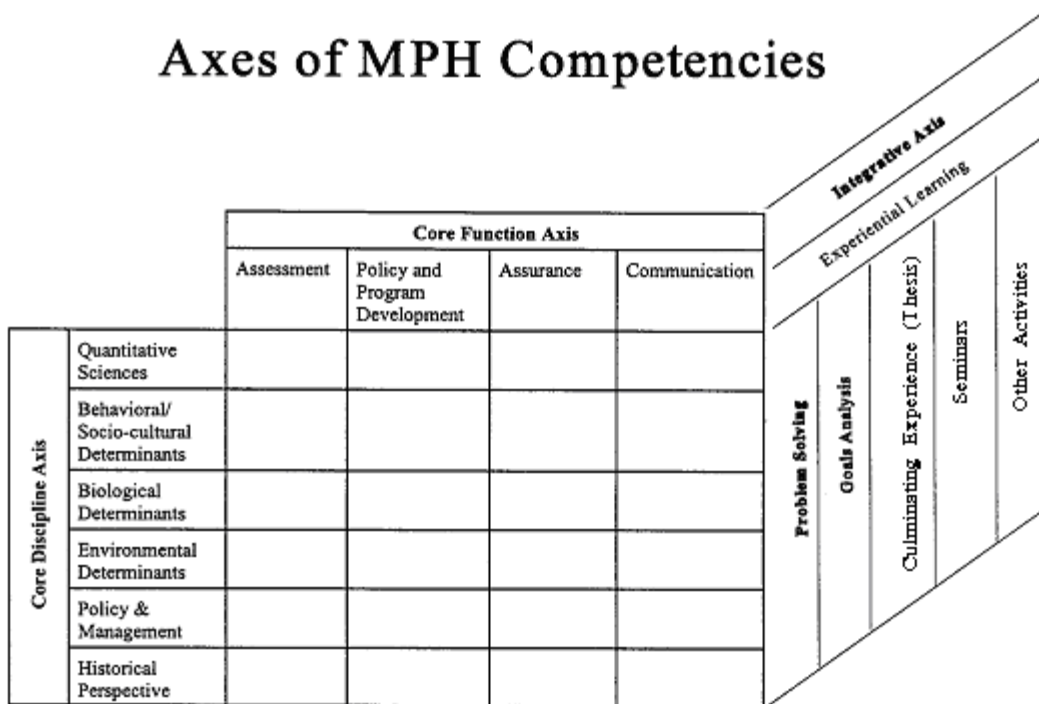 Axes of MPH Competencies
Integrative Axis
Experiential Learning
Core Function Axis
Assessment
Policy and
Program
Development
Assurance
Communication
Core Discipline Axis
Quantitative
Sciences
Behavioral/
Socio-cultural
Determinants
Biological
Determinants
Environmental
Determinants
Policy &
Management
Historical
Perspective
Problem Solving
Goals Analysis
Culminating Experience (Thesis)
Seminars
Other Activities